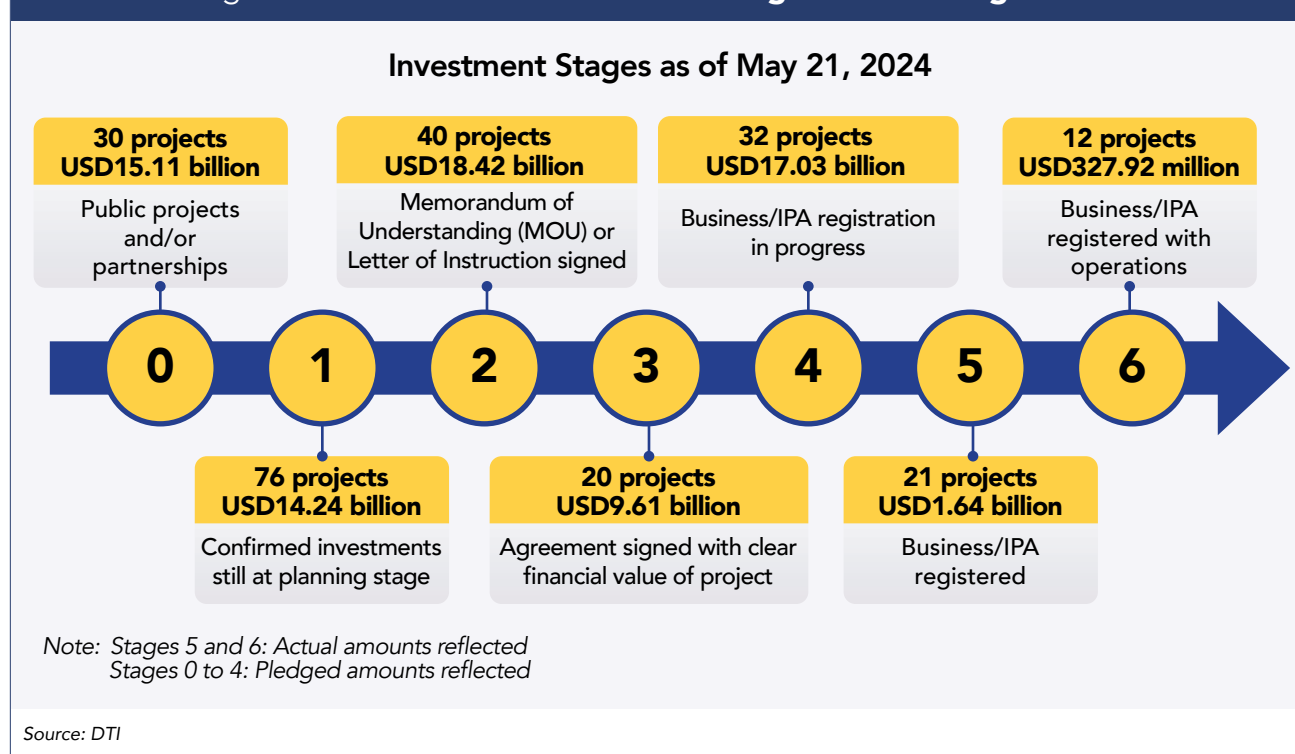 Investment Stages as of May 21, 2024
30 projects
USD15.11 billion
Public projects
and/or
partnerships
40 projects
USD18.42 billion
Memorandum of
Understanding (MOU) or
Letter of Instruction signed
32 projects
USD17.03 billion
Business/IPA registration
in progress
12 projects
USD327.92 million
Business/IPA
registered with
operations
0
1
2
3
4
5
6
76 projects
USD14.24 billion
Confirmed investments
still at planning stage
20 projects
USD9.61 billion
Agreement signed with clear
financial value of project
21 projects
USD1.64 billion
Business/IPA
registered
Note: Stages 5 and 6: Actual amounts reflected
Stages 0 to 4: Pledged amounts reflected
Source: DTI